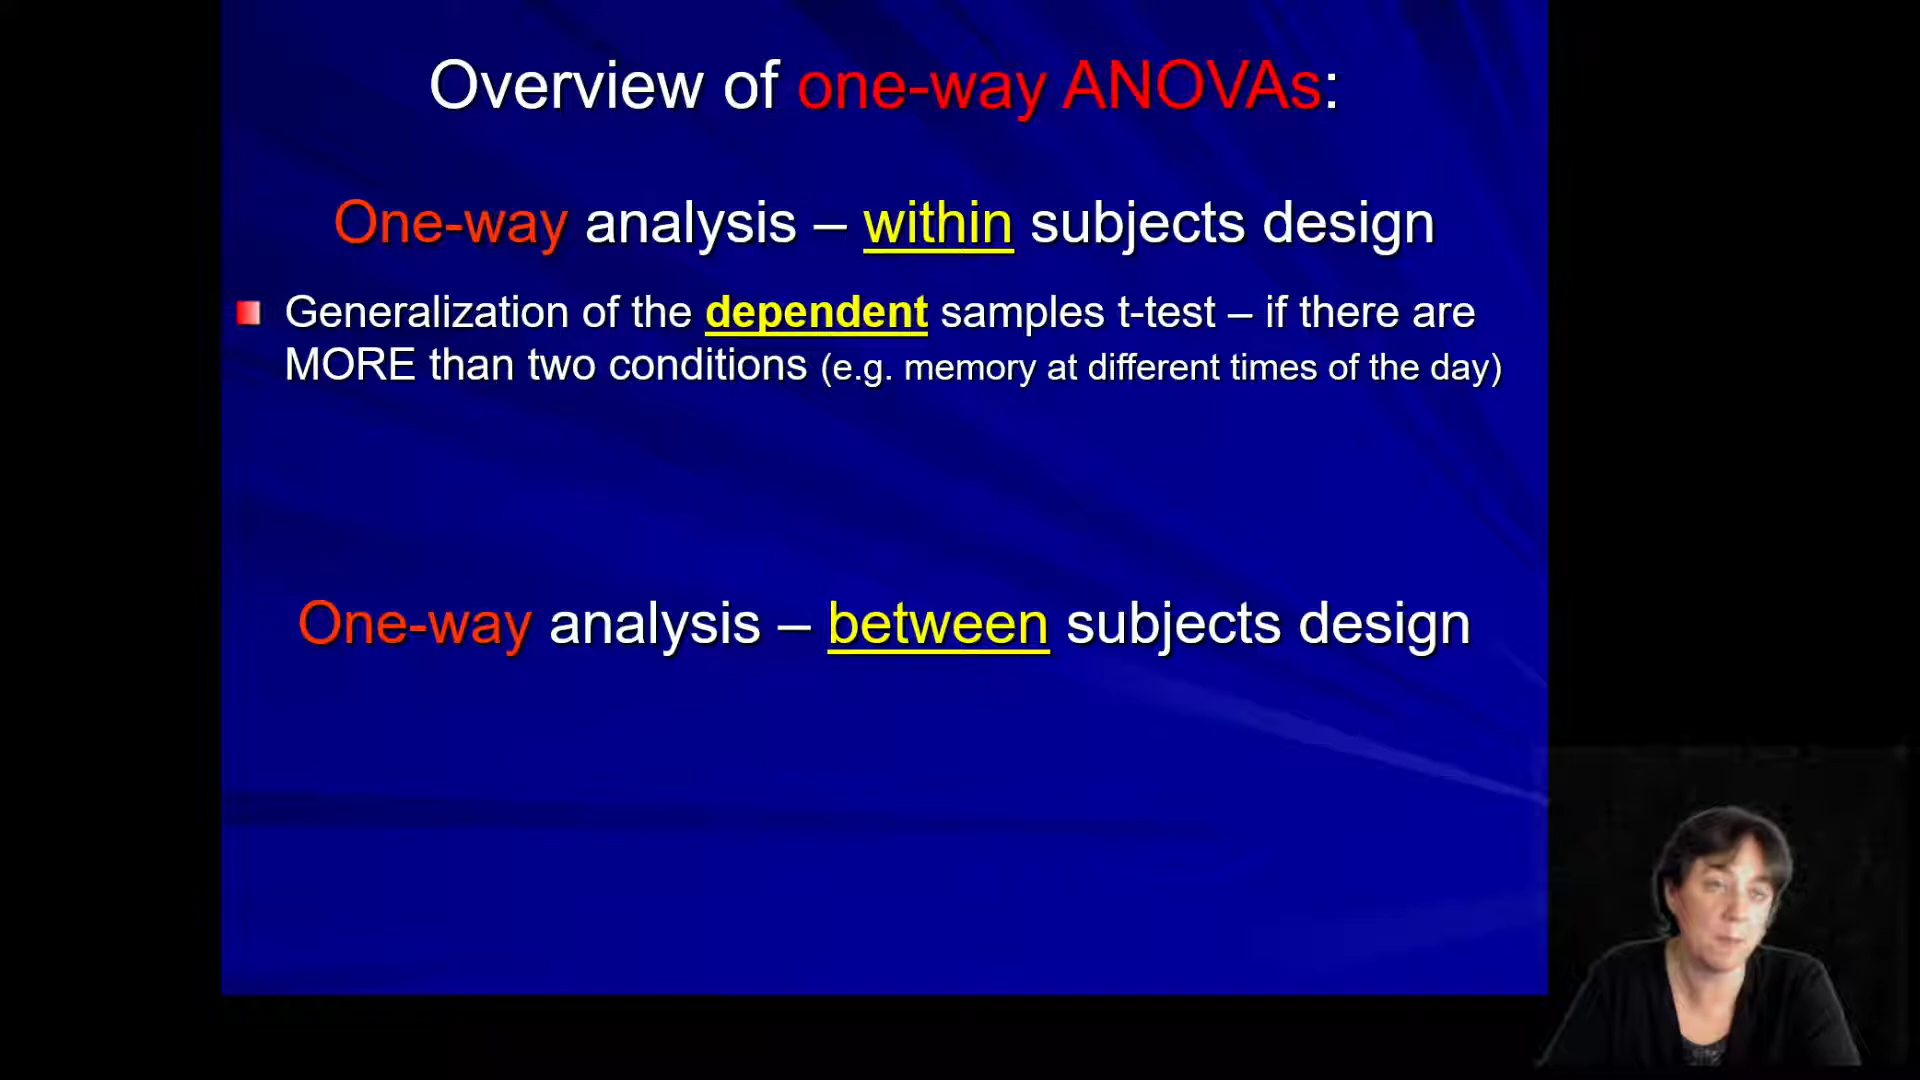 Overview of one-way ANOVAs:
One-way analysis – within subjects design
Generalization of the dependent samples t-test – if there are
MORE than two conditions (e.g. memory at different times of the day)
One-way analysis – between subjects design